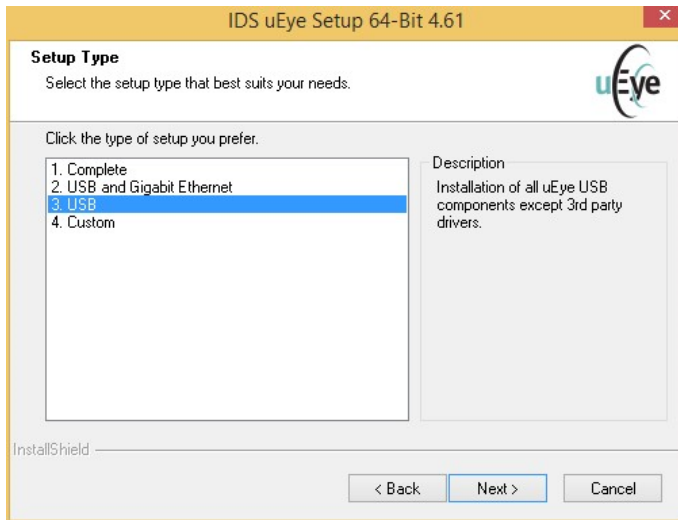 IDS uEye Setup 64-Bit 4.61
Setup Type
Select the setup type that best suits your needs.
uEye
Click the type of setup you prefer.
1. Complete
2. USB and Gigabit Ethernet
3. USB
4. Custom
Description
Installation of all uEye USB
components except 3rd party
drivers.
InstallShield
< Back
Next >
Cancel